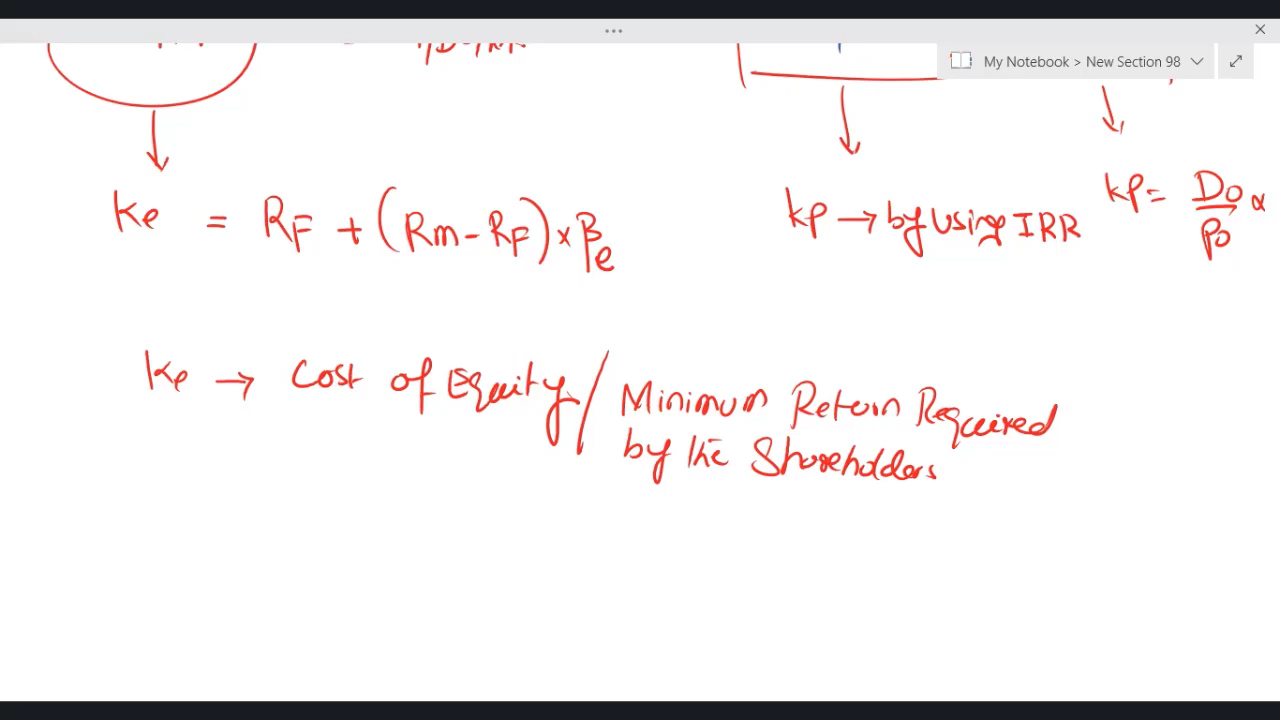 My Notebook > New Section 98
Ke = RF + (Rm - RF) × βe
kp → by Using IRR
kp = Do
Po
Ke → Cost of Equity / Minimum Return Required
by the Shareholders